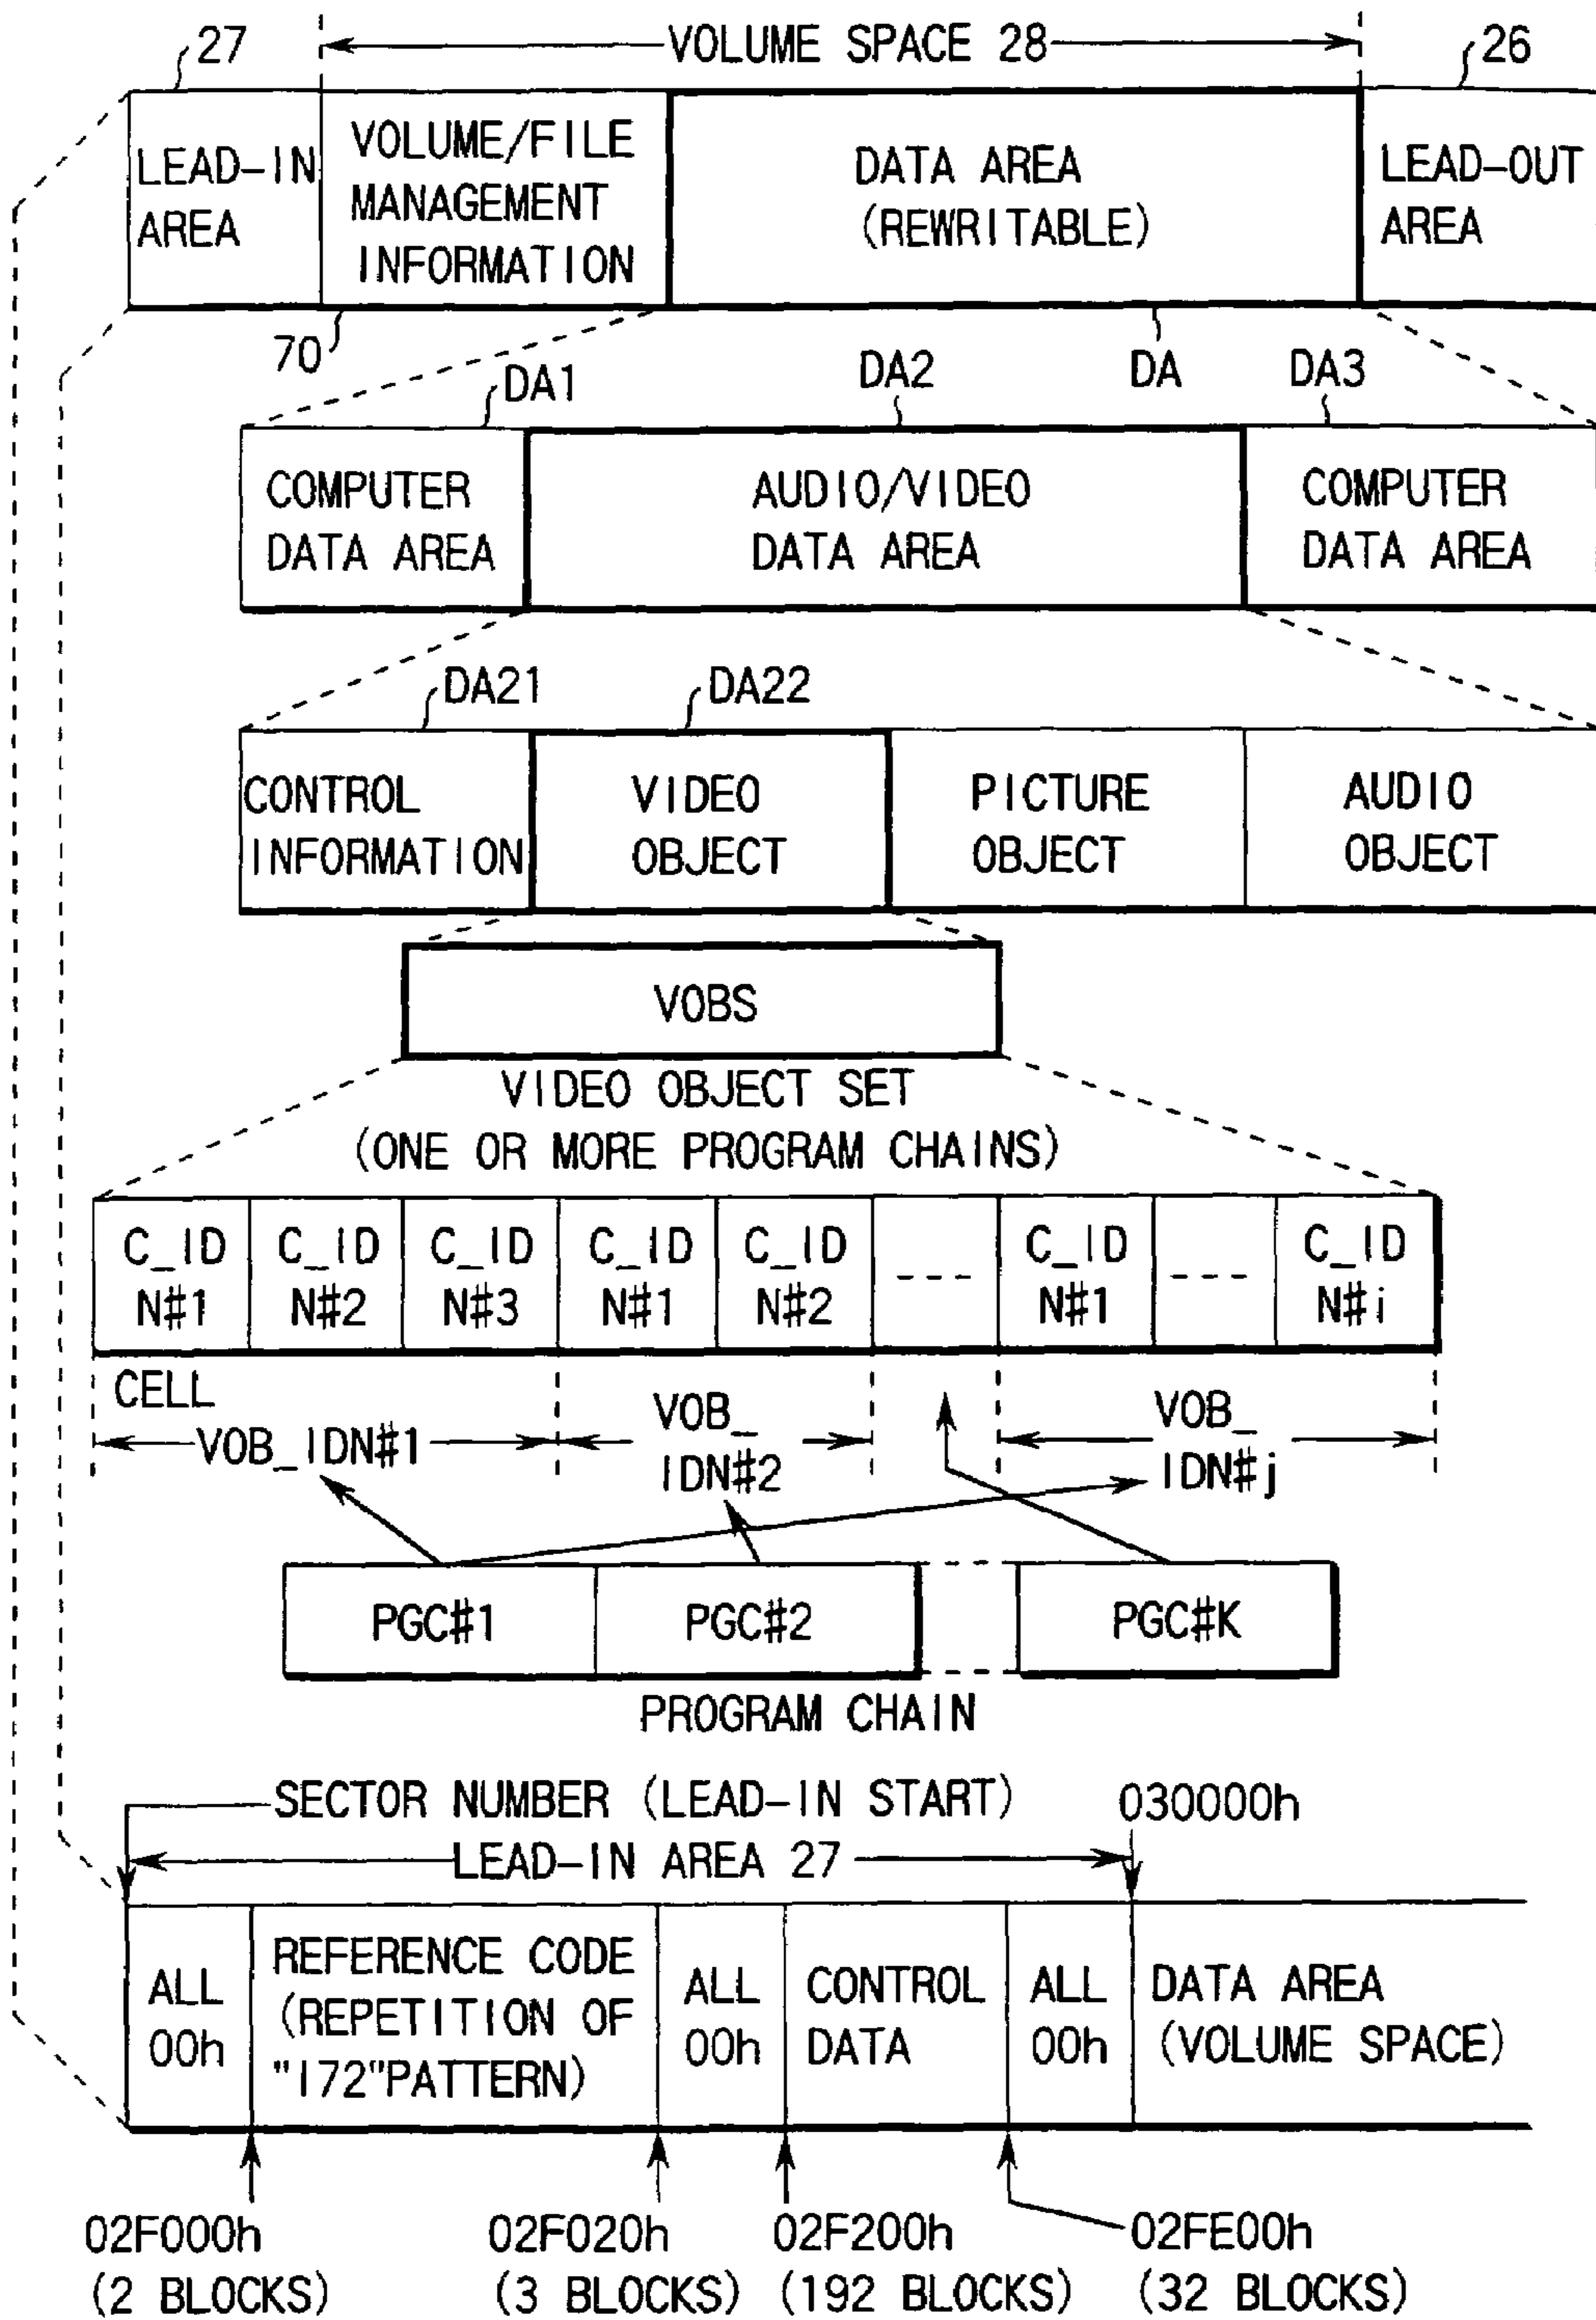 27
VOLUME SPACE 28
26
LEAD-IN
AREA
VOLUME/FILE
MANAGEMENT
INFORMATION
DATA AREA
(REWRITABLE)
LEAD-OUT
AREA
70
DA1
DA2
DA
DA3
COMPUTER
DATA AREA
AUDIO/VIDEO
DATA AREA
COMPUTER
DATA AREA
DA21
DA22
CONTROL
INFORMATION
VIDEO
OBJECT
PICTURE
OBJECT
AUDIO
OBJECT
VOBS
VIDEO OBJECT SET
(ONE OR MORE PROGRAM CHAINS)
C_ID
N#1
C_ID
N#2
C_ID
N#3
C_ID
N#1
C_ID
N#2
----
C_ID
N#1
----
C_ID
N#i
CELL
VOB_IDN#1
VOB_
IDN#2
VOB_
IDN#j
PGC#1
PGC#2
PGC#K
PROGRAM CHAIN
SECTOR NUMBER (LEAD-IN START)
030000h
LEAD-IN AREA 27
ALL
00h
REFERENCE CODE
(REPETITION OF
"172"PATTERN)
ALL
00h
CONTROL
DATA
ALL
00h
DATA AREA
(VOLUME SPACE)
02F000h
(2 BLOCKS)
02F020h
(3 BLOCKS)
02F200h
(192 BLOCKS)
02FE00h
(32 BLOCKS)